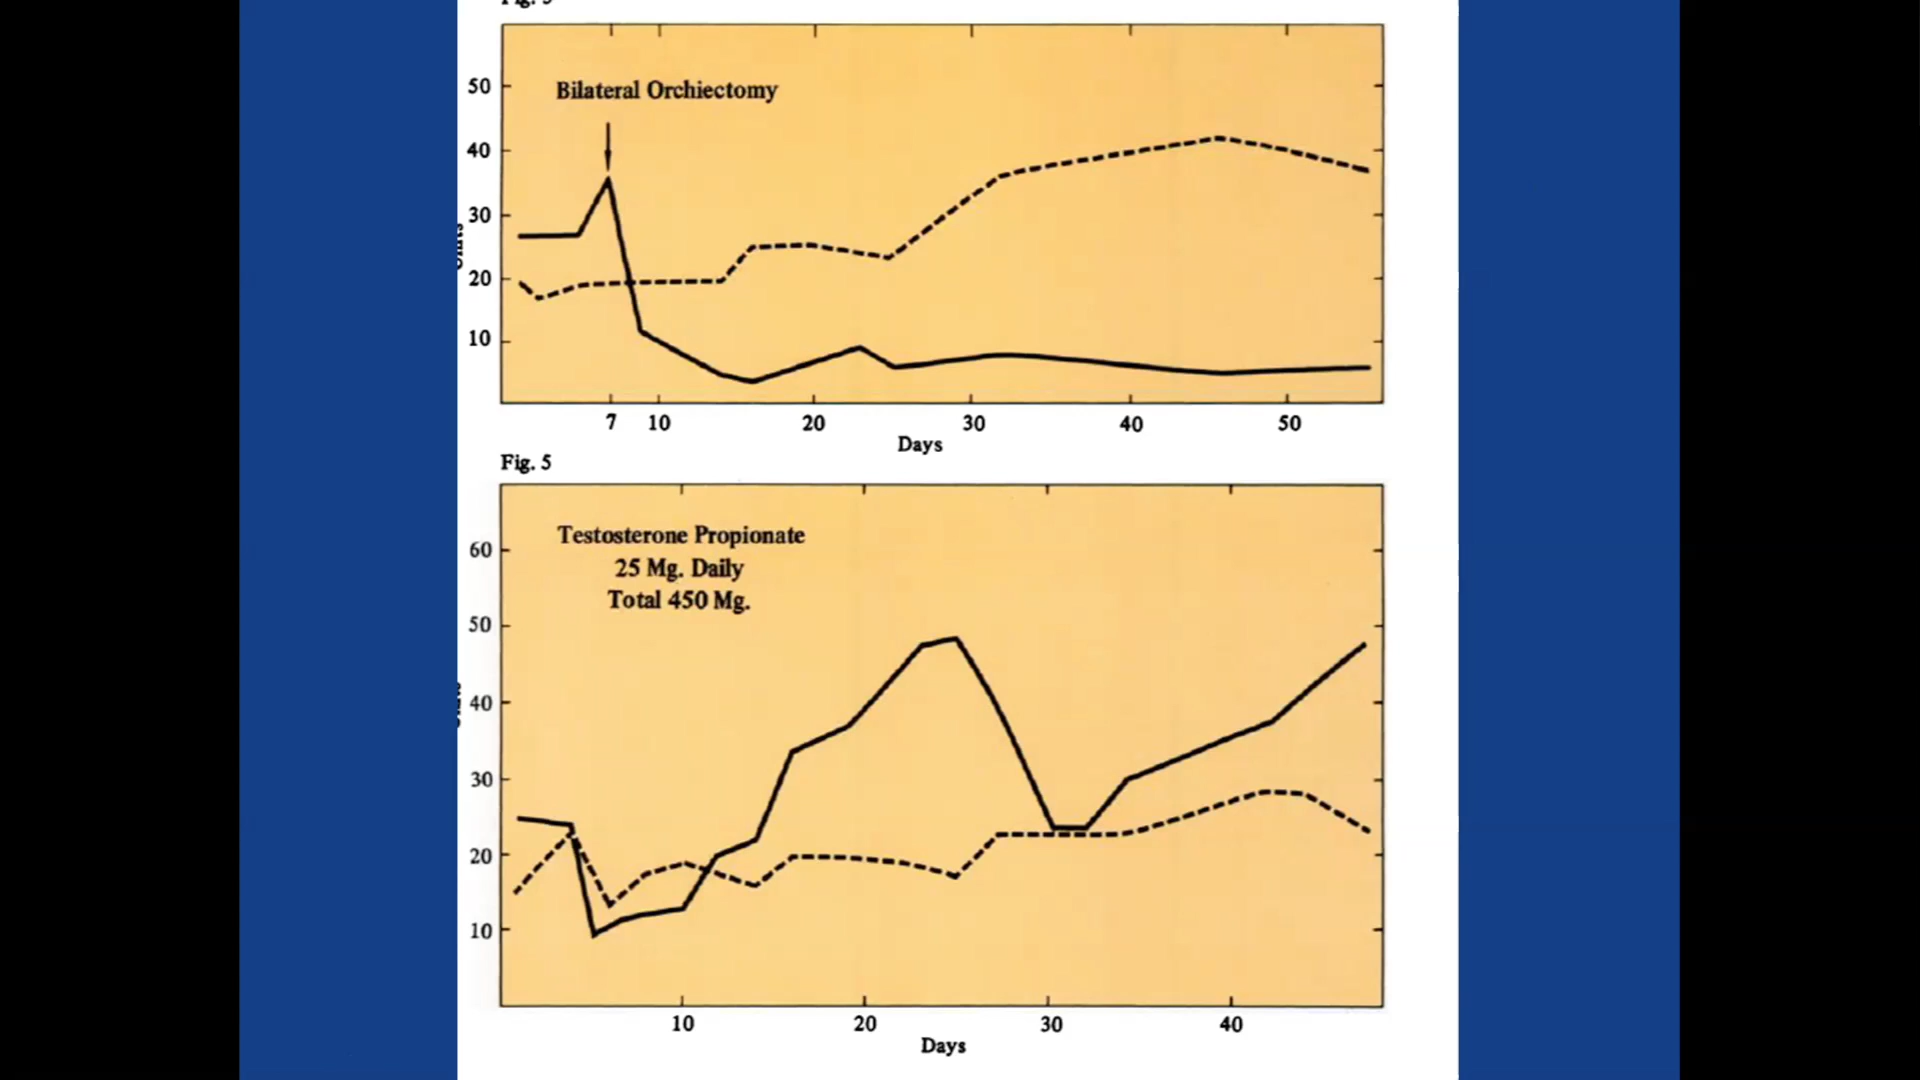 50
Bilateral Orchiectomy
40
30
20
10
7 10 20 30 40 50
Days
Fig. 5
Testosterone Propionate
60
25 Mg. Daily
Total 450 Mg.
50
40
30
20
10
10 20 30 40
Days